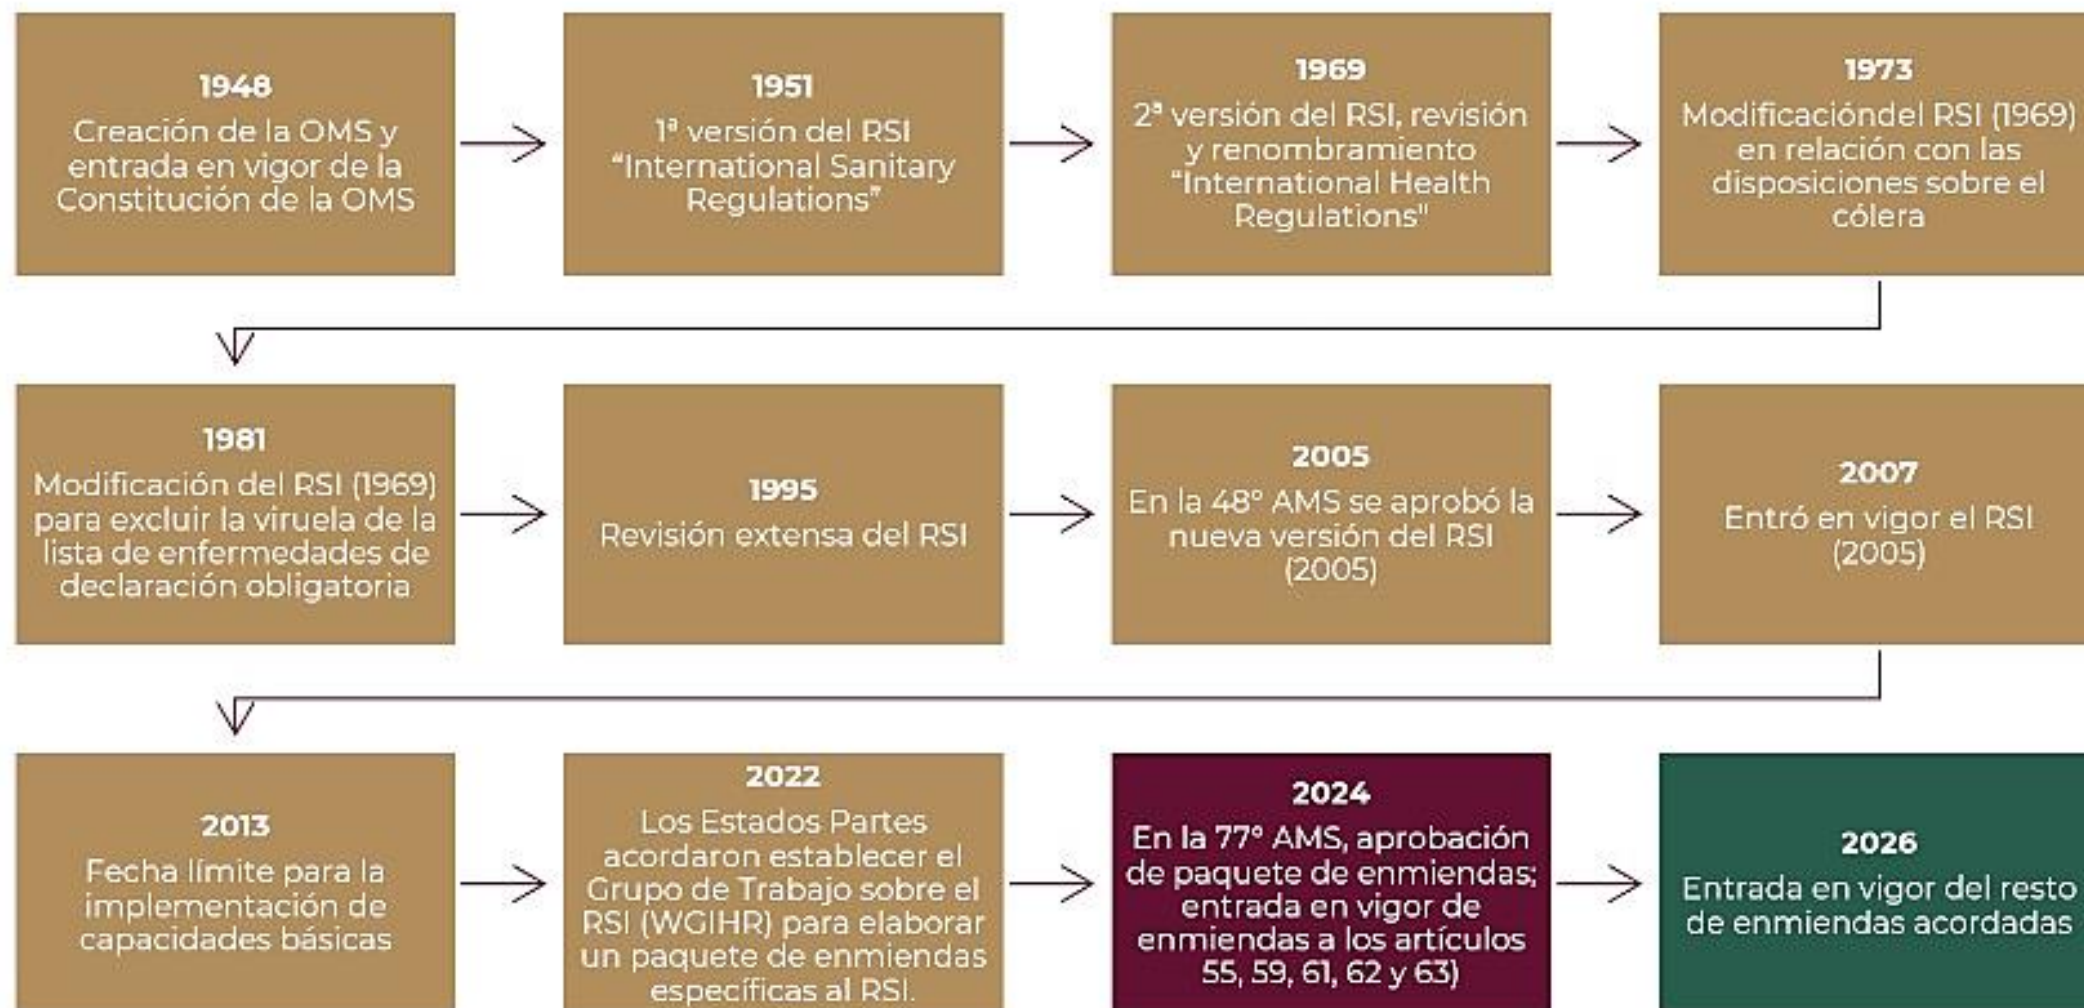 1948
Creación de la OMS y
entrada en vigor de la
Constitución de la OMS
1951
1ª versión del RSI
“International Sanitary
Regulations”
1969
2ª versión del RSI, revisión
y renombramiento
“International Health
Regulations"
1973
Modificacióndel RSI (1969)
en relación con las
disposiciones sobre el
cólera
1981
Modificación del RSI (1969)
para excluir la viruela de la
lista de enfermedades de
declaración obligatoria
1995
Revisión extensa del RSI
2005
En la 48º AMS se aprobó la
nueva versión del RSI
(2005)
2007
Entró en vigor el RSI
(2005)
2013
Fecha límite para la
implementación de
capacidades básicas
2022
Los Estados Partes
acordaron establecer el
Grupo de Trabajo sobre el
RSI (WGIHR) para elaborar
un paquete de enmiendas
específicas al RSI.
2024
En la 77º AMS, aprobación
de paquete de enmiendas;
entrada en vigor de
enmiendas a los artículos
55, 59, 61, 62 y 63)
2026
Entrada en vigor del resto
de enmiendas acordadas